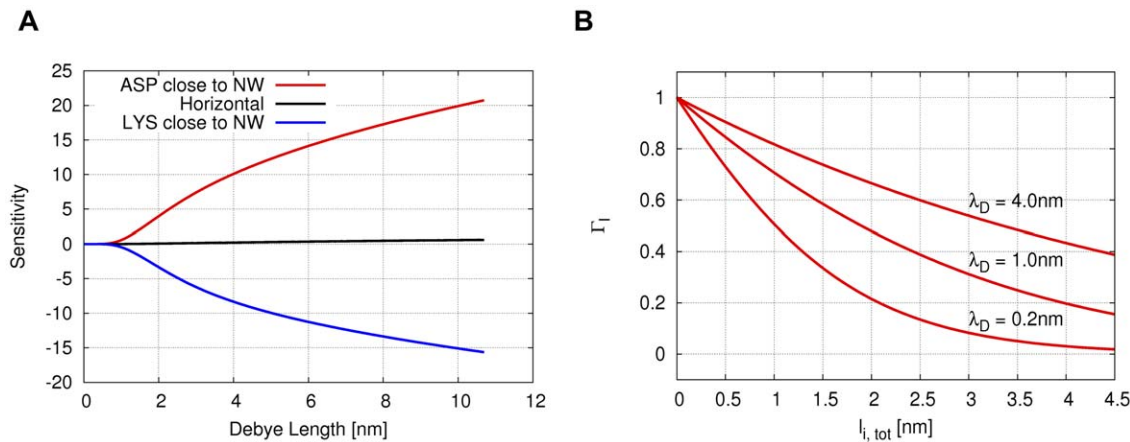 A
25
20
15
10
5
0
-5
-10
-15
-20
Sensitivity
ASP close to NW
Horizontal
LYS close to NW
0 2 4 6 8 10 12
Debye Length [nm]
B
1
0.8
0.6
0.4
0.2
0
Γl
λD = 4.0nm
λD = 1.0nm
λD = 0.2nm
0 0.5 1 1.5 2 2.5 3 3.5 4 4.5
li, tot [nm]